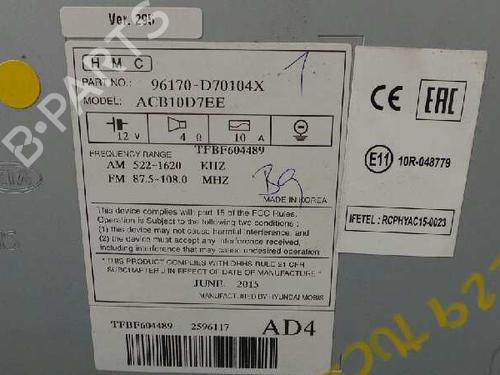 Ver. 205
H M C
PART NO.: 96170-D70104X
MODEL: ACB10D7EE
12 V
4 Ω
10 A
TFBF604489
FREQUENCY RANGE
AM 522~1620 KHZ
FM 87.5~108.0 MHZ
MADE IN KOREA
This device complies with part 15 of the FCC Rules.
Operation is Subject to the following two conditions :
(1) this device may not cause harmful interference, and
(2) the device must accept any interference received,
including interference that may cause undesired operation
"THIS PRODUCT COMPLIES WITH DHHS RULE 21 CFR
SUBCHAPTER J IN EFFECT OF DATE OF MANUFACTURE"
JUNE. 2015
MANUFACTURED BY HYUNDAI MOBIS
TFBF604489 2596117 AD4
1
CE EAC
E11 10R-048779
IFETEL : RCPHYAC15-0023
B-PARTS